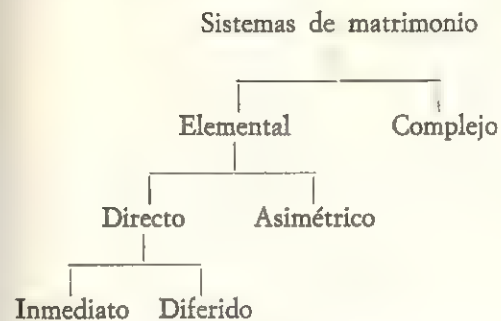 Sistemas de matrimonio
Elemental Complejo
Directo Asimétrico
Inmediato Diferido